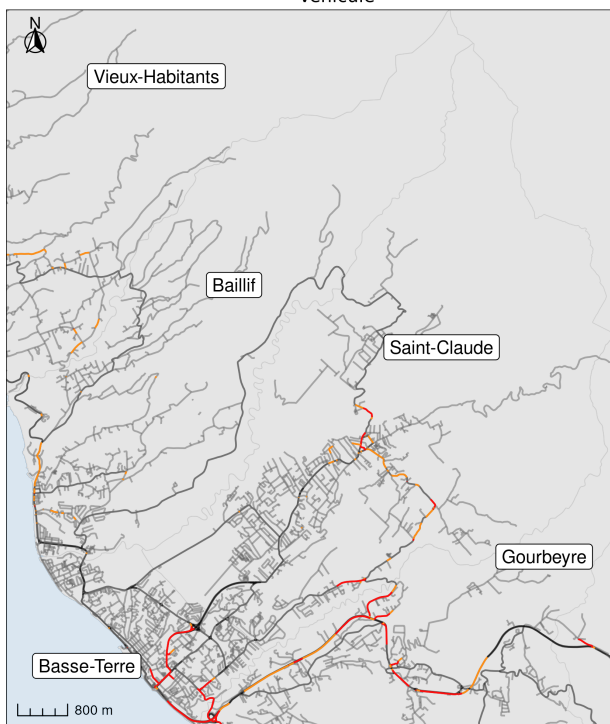 véhicule
N
Vieux-Habitants
Baillif
Saint-Claude
Gourbeyre
Basse-Terre
800 m